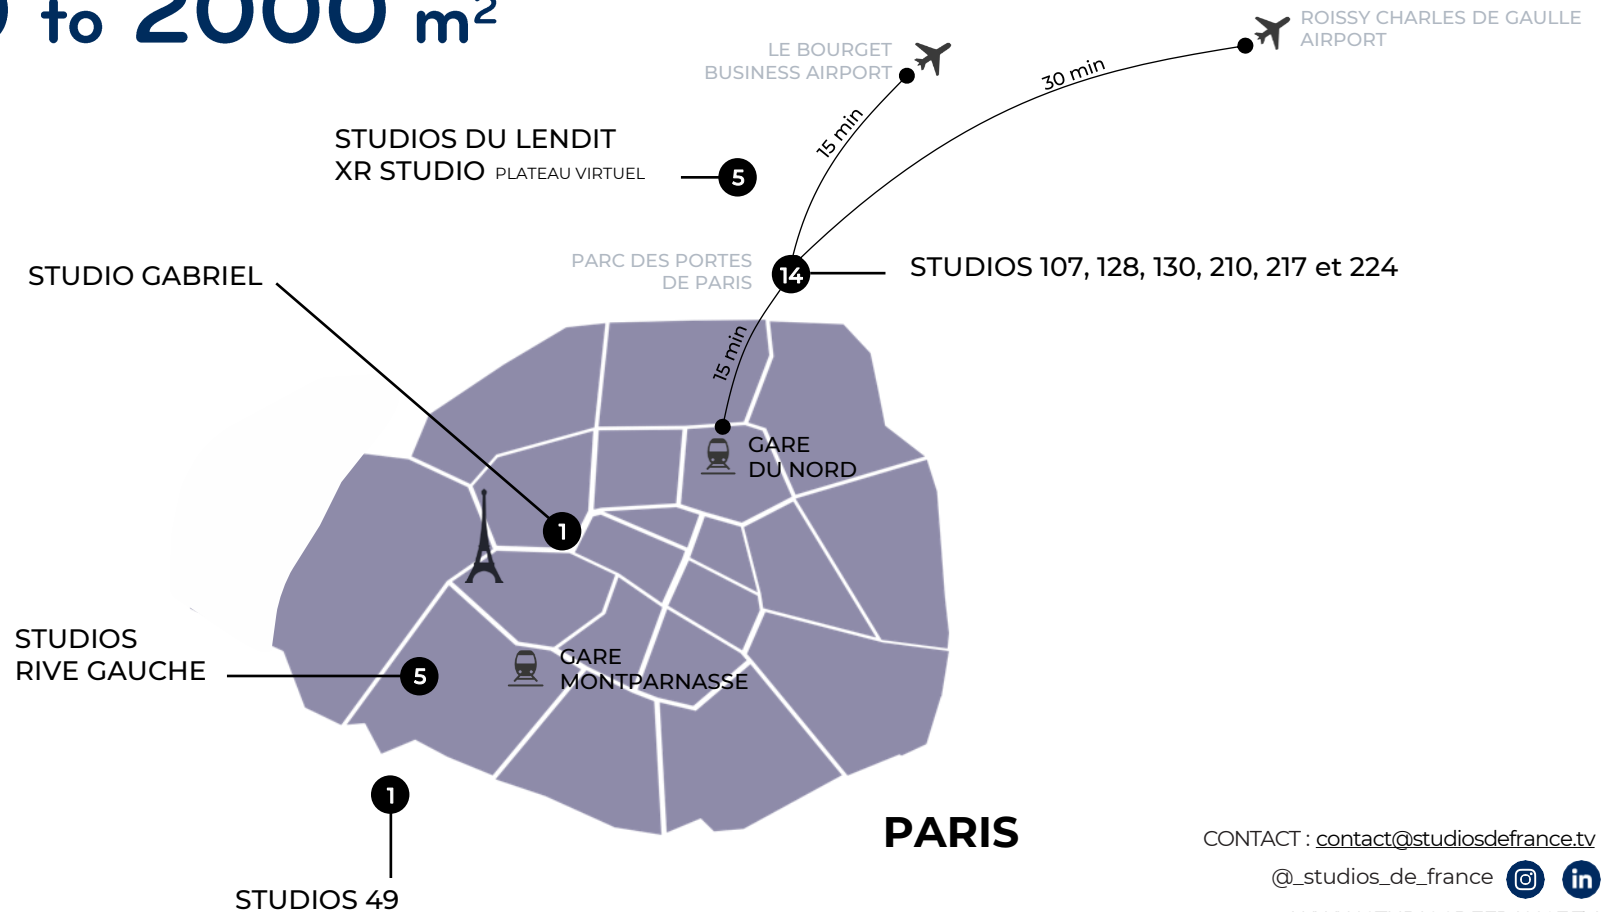 to 2000 m²
ROISSY CHARLES DE GAULLE
AIRPORT
LE BOURGET
BUSINESS AIRPORT
30 min
15 min
STUDIOS DU LENDIT
XR STUDIO PLATEAU VIRTUEL
5
STUDIO GABRIEL
PARC DES PORTES
DE PARIS
14
STUDIOS 107, 128, 130, 210, 217 et 224
15 min
GARE
DU NORD
1
STUDIOS
RIVE GAUCHE
5
GARE
MONTPARNASSE
1
STUDIOS 49
PARIS
CONTACT : contact@studiosdefrance.tv
@_studios_de_france
in